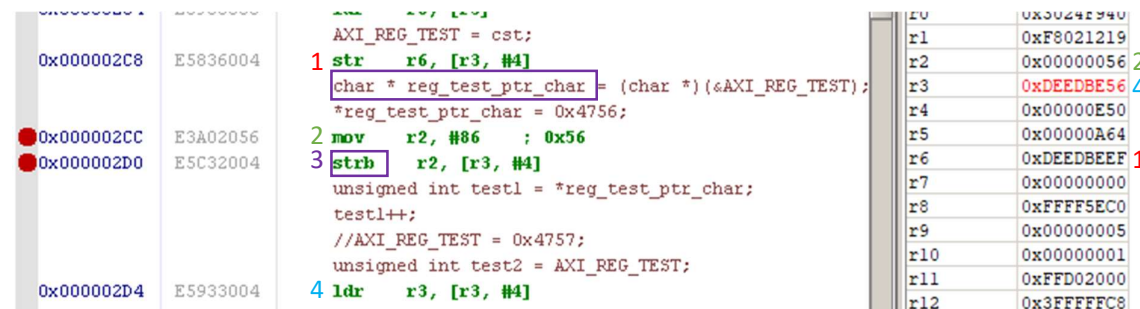 AXI_REG_TEST = cst;
0x000002C8 E5836004 1 str r6, [r3, #4]
char * reg_test_ptr_char = (char *)(&AXI_REG_TEST);
*reg_test_ptr_char = 0x4756;
0x000002CC E3A02056 2 mov r2, #86 ; 0x56
0x000002D0 E5C32004 3 strb r2, [r3, #4]
unsigned int test1 = *reg_test_ptr_char;
test1++;
//AXI_REG_TEST = 0x4757;
unsigned int test2 = AXI_REG_TEST;
0x000002D4 E5933004 4 ldr r3, [r3, #4]
r0 0x3024F940
r1 0xF8021219
r2 0x00000056 2
r3 0xDEEDBE56 4
r4 0x00000E50
r5 0x00000A64
r6 0xDEEDBEEF 1
r7 0x00000000
r8 0xFFFF5EC0
r9 0x00000005
r10 0x00000001
r11 0xFFD02000
r12 0x3FFFFFC8